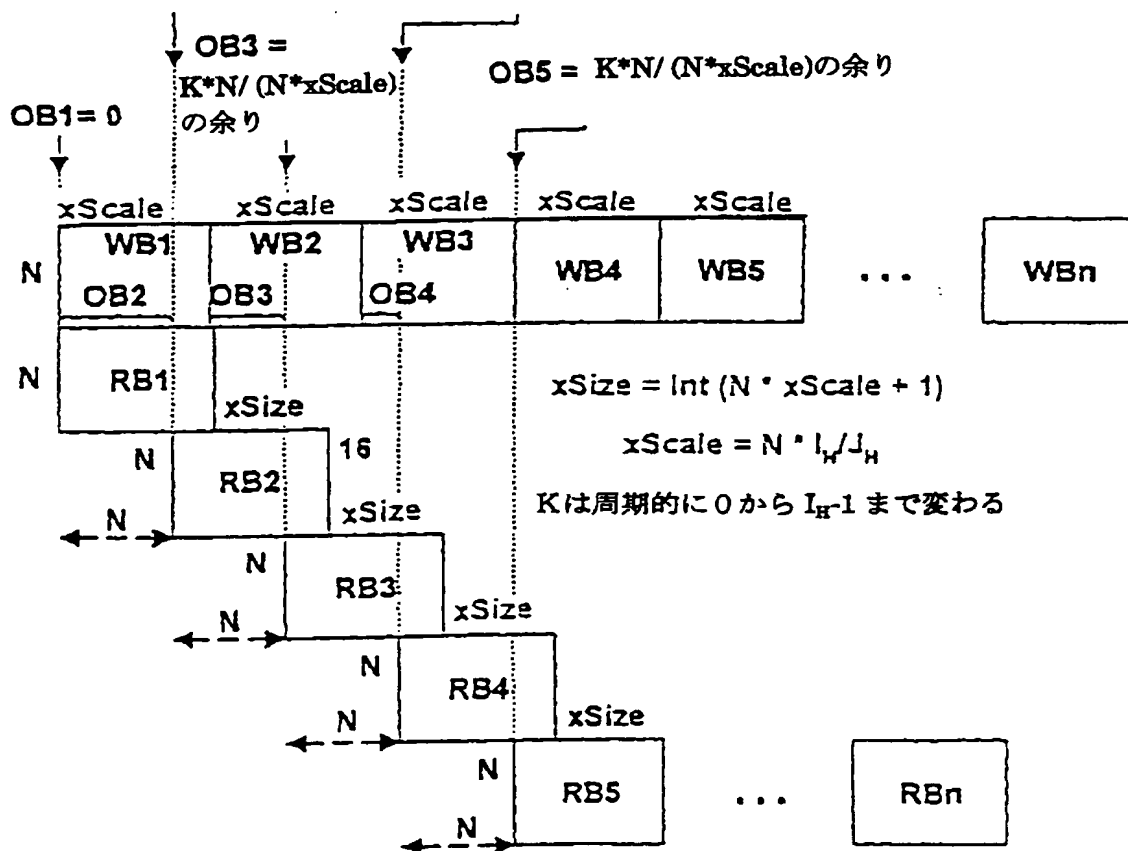 OB3 =
K*N/ (N*xScale)
の余り
OB5 = K*N/ (N*xScale)の余り
OB1= 0
xScale xScale xScale xScale xScale
N WB1 WB2 WB3 WB4 WB5 ... WBn
OB2 OB3 OB4
N RB1
xSize = Int (N * xScale + 1)
xSize
xScale = N * I_H/J_H
N RB2 16
Kは周期的に０から I_H-1 まで変わる
xSize
N
N RB3
xSize
N
N RB4
xSize
N
N RB5 ... RBn
N